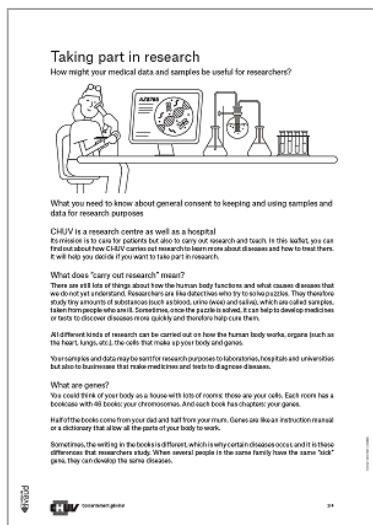 Taking part in research
How might your medical data and samples be useful for researchers?
What you need to know about general consent to keeping and using samples and
data for research purposes
CHUV is a research centre as well as a hospital
Its mission is to care for patients but also to carry out research and teach. In this leaflet, you can
find out about how CHUV carries out research to learn more about diseases and how to treat them.
It will help you decide if you want to take part in research.
What does "carry out research" mean?
There are still lots of things about how the human body functions and what causes diseases that
we do not yet understand. Researchers are like detectives who try to solve puzzles. They therefore
study tiny amounts of substances (such as blood, urine (wee) and saliva), which are called samples,
taken from people who are ill. Sometimes, once the puzzle is solved, it can help to develop medicines
or tests to discover diseases more quickly and therefore help cure them.
All different kinds of research can be carried out on how the human body works, organs (such as
the heart, lungs, etc.), the cells that make up your body and genes.
Your samples and data may be sent for research purposes to laboratories, hospitals and universities
but also to businesses that make medicines and tests to diagnose diseases.
What are genes?
You could think of your body as a house with lots of rooms: those are your cells. Each room has a
bookcase with 46 books: your chromosomes. And each book has chapters: your genes.
Half of the books come from your dad and half from your mum. Genes are like an instruction manual
or a dictionary that allow all the parts of your body to work.
Sometimes, the writing in the books is different, which is why certain diseases occur, and it is these
differences that researchers study. When several people in the same family have the same "sick"
gene, they can develop the same diseases.
CHUV
Consentement général